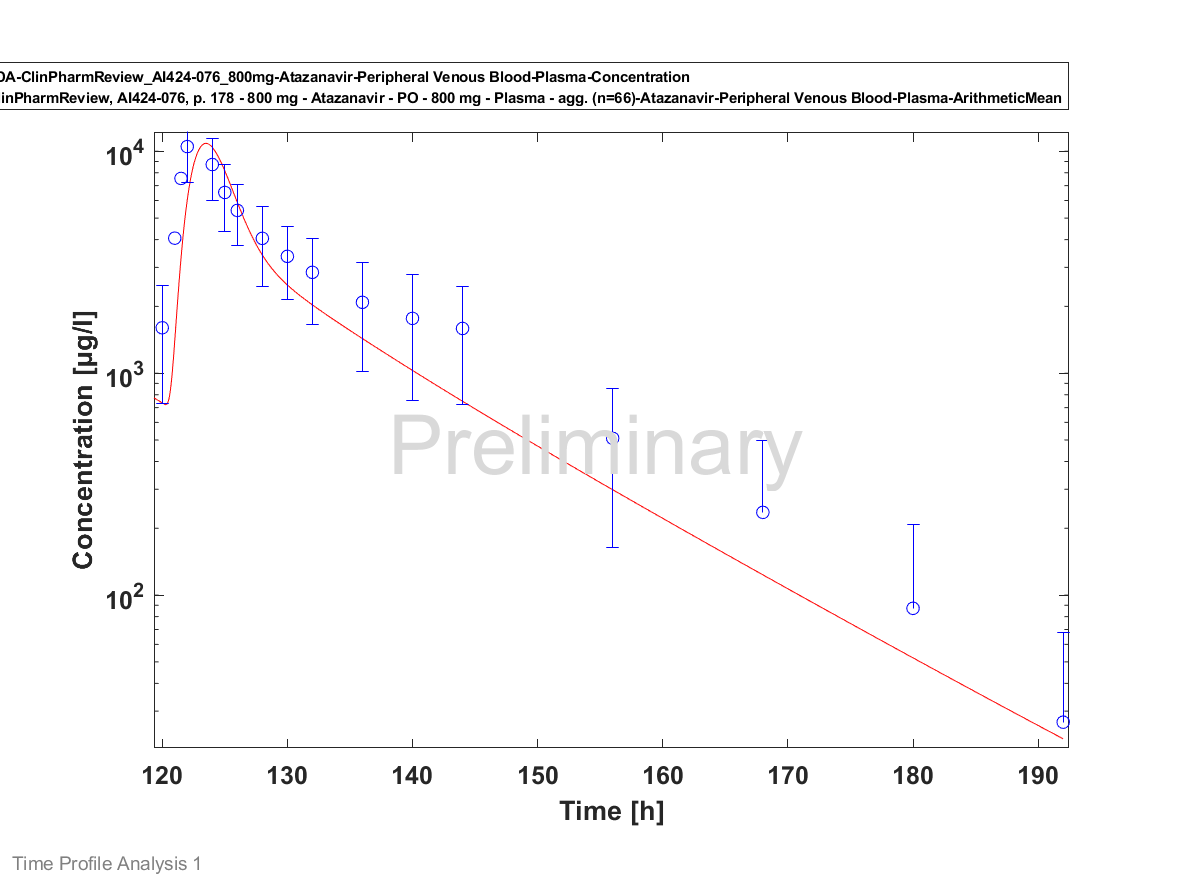 DA-ClinPharmReview_AI424-076_800mg-Atazanavir-Peripheral Venous Blood-Plasma-Concentration
linPharmReview, AI424-076, p. 178 - 800 mg - Atazanavir - PO - 800 mg - Plasma - agg. (n=66)-Atazanavir-Peripheral Venous Blood-Plasma-ArithmeticMean
10^4
10^3
10^2
Concentration [µg/l]
Preliminary
120 130 140 150 160 170 180 190
Time [h]
Time Profile Analysis 1